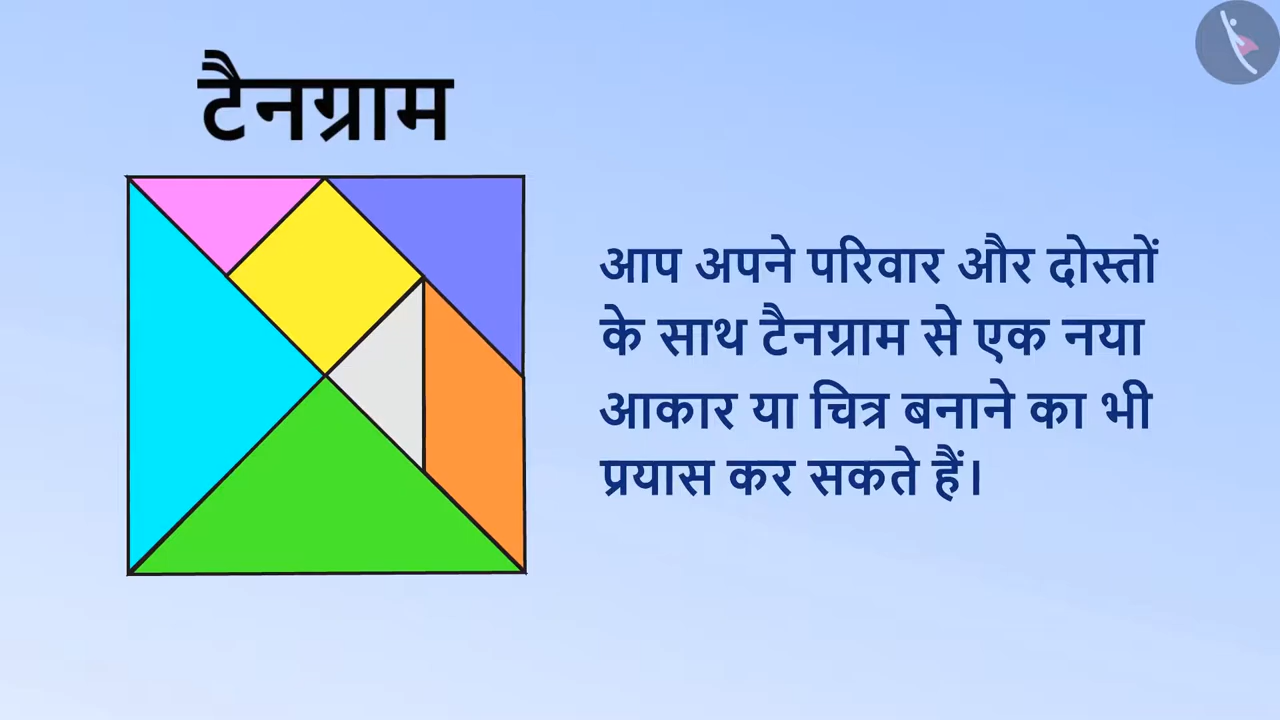 टैनग्राम
आप अपने परिवार और दोस्तों
के साथ टैनग्राम से एक नया
आकार या चित्र बनाने का भी
प्रयास कर सकते हैं।